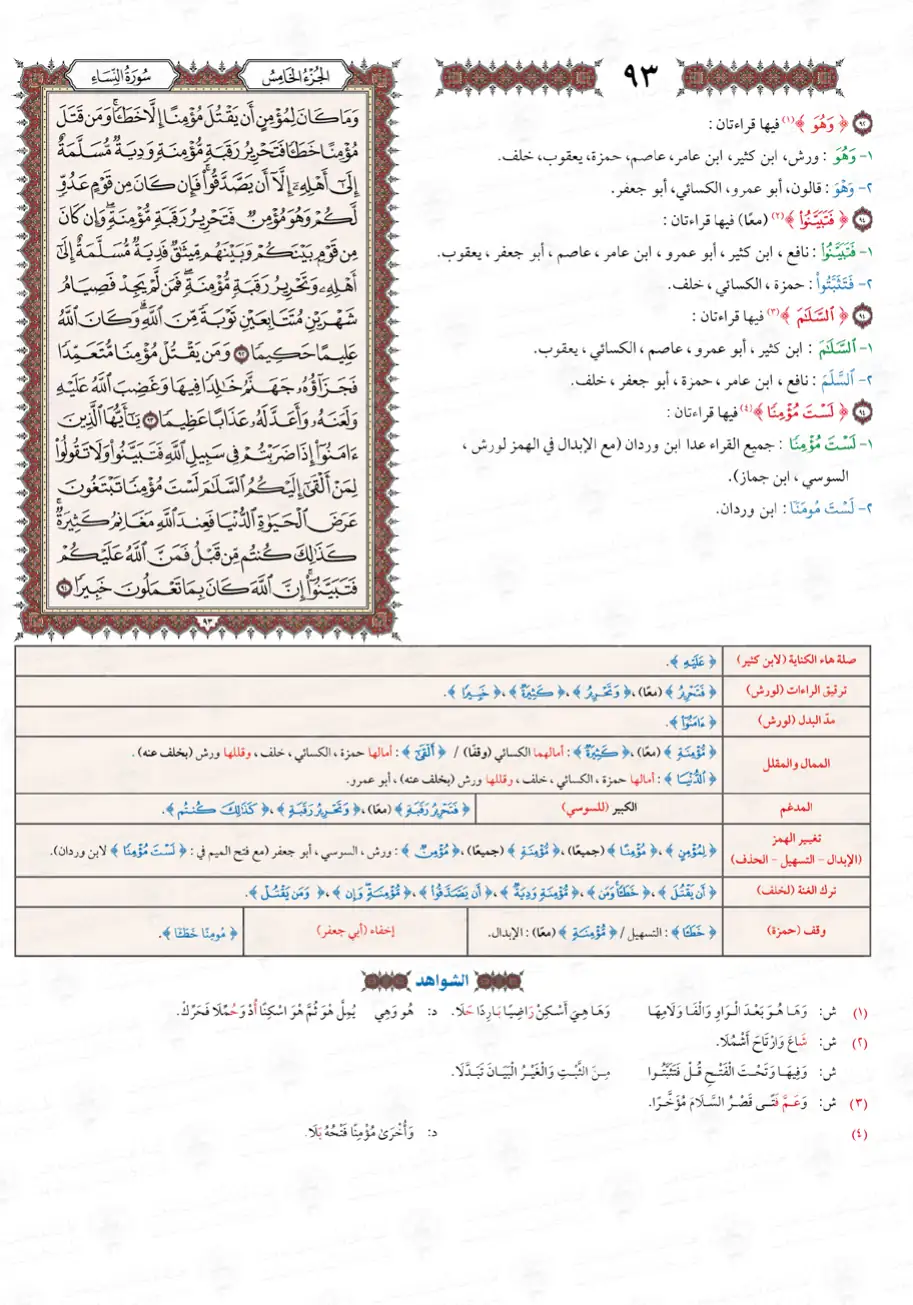 الجُزْءُ الخَامِسُ
سُورَةُ النِّسَاءِ
وَمَا كَانَ لِمُؤْمِنٍ أَن يَقْتُلَ مُؤْمِنًا إِلَّا خَطَـًٔا ۚ وَمَن قَتَلَ
مُؤْمِنًا خَطَـًٔا فَتَحْرِيرُ رَقَبَةٍ مُّؤْمِنَةٍ وَدِيَةٌ مُّسَلَّمَةٌ
إِلَىٰٓ أَهْلِهِۦٓ إِلَّآ أَن يَصَّدَّقُوا۟ ۚ فَإِن كَانَ مِن قَوْمٍ عَدُوٍّ
لَّكُمْ وَهُوَ مُؤْمِنٌ فَتَحْرِيرُ رَقَبَةٍ مُّؤْمِنَةٍ ۖ وَإِن كَانَ
مِن قَوْمٍۭ بَيْنَكُمْ وَبَيْنَهُم مِّيثَـٰقٌ فَدِيَةٌ مُّسَلَّمَةٌ إِلَىٰٓ
أَهْلِهِۦ وَتَحْرِيرُ رَقَبَةٍ مُّؤْمِنَةٍ ۖ فَمَن لَّمْ يَجِدْ فَصِيَامُ
شَهْرَيْنِ مُتَتَابِعَيْنِ تَوْبَةً مِّنَ ٱللَّهِ ۗ وَكَانَ ٱللَّهُ
عَلِيمًا حَكِيمًا ٩٢ وَمَن يَقْتُلْ مُؤْمِنًا مُّتَعَمِّدًا
فَجَزَآؤُهُۥ جَهَنَّمُ خَـٰلِدًا فِيهَا وَغَضِبَ ٱللَّهُ عَلَيْهِ
وَلَعَنَهُۥ وَأَعَدَّ لَهُۥ عَذَابًا عَظِيمًا ٩٣ يَـٰٓأَيُّهَا ٱلَّذِينَ
ءَامَنُوٓا۟ إِذَا ضَرَبْتُمْ فِى سَبِيلِ ٱللَّهِ فَتَبَيَّنُوا۟ وَلَا تَقُولُوا۟
لِمَنْ أَلْقَىٰٓ إِلَيْكُمُ ٱلسَّلَـٰمَ لَسْتَ مُؤْمِنًا تَبْتَغُونَ
عَرَضَ ٱلْحَيَوٰةِ ٱلدُّنْيَا فَعِندَ ٱللَّهِ مَغَانِمُ كَثِيرَةٌ ۚ
كَذَٰلِكَ كُنتُم مِّن قَبْلُ فَمَنَّ ٱللَّهُ عَلَيْكُمْ
فَتَبَيَّنُوٓا۟ ۚ إِنَّ ٱللَّهَ كَانَ بِمَا تَعْمَلُونَ خَبِيرًا ٩٤
٩٣
٩٣
٩٢ ﴿ وَهُوَ ﴾(١) فيها قراءتان :
١- وَهُوَ : ورش، ابن كثير، ابن عامر، عاصم، حمزة، يعقوب، خلف.
٢- وَهْوَ : قالون، أبو عمرو، الكسائي، أبو جعفر.
٩٤ ﴿ فَتَبَيَّنُوا۟ ﴾(٢) (معًا) فيها قراءتان :
١- فَتَبَيَّنُوا۟ : نافع ، ابن كثير ، أبو عمرو ، ابن عامر ، عاصم ، أبو جعفر ، يعقوب.
٢- فَتَثَبَّتُوا۟ : حمزة ، الكسائي ، خلف.
٩٤ ﴿ ٱلسَّلَـٰمَ ﴾(٣) فيها قراءتان :
١- ٱلسَّلَـٰمَ : ابن كثير ، أبو عمرو ، عاصم ، الكسائي ، يعقوب.
٢- ٱلسَّلَمَ : نافع ، ابن عامر ، حمزة ، أبو جعفر ، خلف.
٩٤ ﴿ لَسْتَ مُؤْمِنًا ﴾(٤) فيها قراءتان :
١- لَسْتَ مُؤْمِنًا : جميع القراء عدا ابن وردان (مع الإبدال في الهمز لورش ،
السوسي ، ابن جماز).
٢- لَسْتَ مُومَنًا : ابن وردان.
صلة هاء الكناية (لابن كثير) ﴿ عَلَيْهِ ﴾.
ترقيق الراءات (لورش) ﴿ فَتَحْرِيرُ ﴾ (معًا)، ﴿ وَتَحْرِيرُ ﴾ ، ﴿ كَثِيرَةٌ ﴾ ، ﴿ خَبِيرًا ﴾.
مدّ البدل (لورش) ﴿ ءَامَنُوٓا۟ ﴾.
الممال والمقلل ﴿ مُّؤْمِنَةٍ ﴾ (معًا)، ﴿ كَثِيرَةٌ ﴾ : أمالهما الكسائي (وقفًا) / ﴿ أَلْقَىٰٓ ﴾ : أمالها حمزة ، الكسائي ، خلف ، وقللها ورش (بخلف عنه) .
﴿ ٱلدُّنْيَا ﴾ : أمالها حمزة ، الكسائي ، خلف ، وقللها ورش (بخلف عنه) ، أبو عمرو.
المدغم الكبير (للسوسي) ﴿ فَتَحْرِيرُ رَقَبَةٍ ﴾ (معًا)، ﴿ وَتَحْرِيرُ رَقَبَةٍ ﴾ ، ﴿ كَذَٰلِكَ كُنتُم ﴾.
تغيير الهمز
(الإبدال - التسهيل - الحذف) ﴿ لِمُؤْمِنٍ ﴾ ، ﴿ مُؤْمِنًا ﴾ (جميعًا)، ﴿ مُّؤْمِنَةٍ ﴾ (جميعًا)، ﴿ مُؤْمِنٌ ﴾ : ورش ، السوسي ، أبو جعفر (مع فتح الميم في : ﴿ لَسْتَ مُؤْمِنًا ﴾ لابن وردان).
ترك الغنة (لخلف) ﴿ أَن يَقْتُلَ ﴾ ، ﴿ خَطَـًٔا وَمَن ﴾ ، ﴿ مُّؤْمِنَةٍ وَدِيَةٌ ﴾ ، ﴿ أَن يَصَّدَّقُوا۟ ﴾ ، ﴿ مُّؤْمِنَةٍ وَإِن ﴾ ، ﴿ وَمَن يَقْتُلْ ﴾.
وقف (حمزة) ﴿ خَطَـًٔا ﴾ : التسهيل / ﴿ مُّؤْمِنَةٍ ﴾ (معًا) : الإبدال. إخفاء (أبي جعفر) ﴿ مُومِنًا خَطَـًٔا ﴾.
الشواهد
(١) ش: وَهَا هُوَ بَعْدَ الْوَاوِ وَالْفَا وَلَامِهَا وَهَا هِيَ أَسْكِنْ رَاضِيًا بَارِدًا حَلَا. د: هُو وَهِي يُمِلَّ هُوَ ثُمَّ هُوَ اسْكِنًا أُدْ وَحُمِّلَا فَحَرِّكْ.
(٢) ش: شَاعَ وَارْتَاحَ أَشْمُلَا.
ش: وَفِيهَا وَتَحْتَ الْفَتْحِ قُلْ فَتَثَبَّتُوا مِنَ الثَّبْتِ وَالْغَيْرُ الْبَيَانَ تَبَدَّلَا.
(٣) ش: وَعَمَّ فَتًى قَصْرُ السَّلَامَ مُؤَخَّرًا.
(٤) د: وَأُخْرَىٰ مُؤْمِنًا فَتْحُهُ بَلَا.